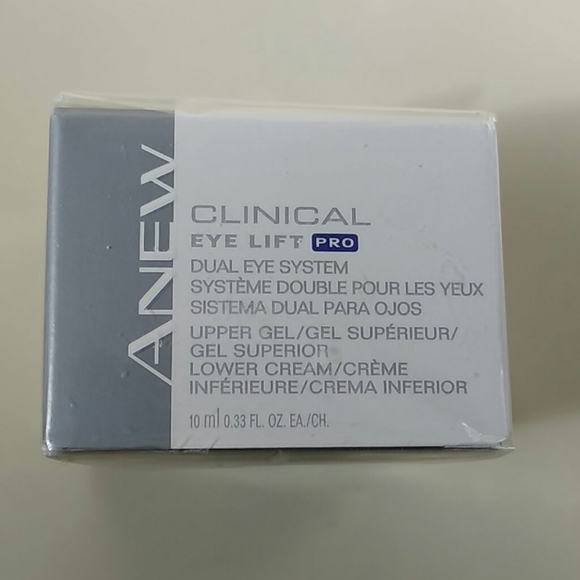 ANEW
CLINICAL
EYE LIFT PRO
DUAL EYE SYSTEM
SYSTÈME DOUBLE POUR LES YEUX
SISTEMA DUAL PARA OJOS
UPPER GEL/GEL SUPÉRIEUR/
GEL SUPERIOR
LOWER CREAM/CRÈME
INFÉRIEURE/CREMA INFERIOR
10 ml 0.33 FL. OZ. EA./CH.